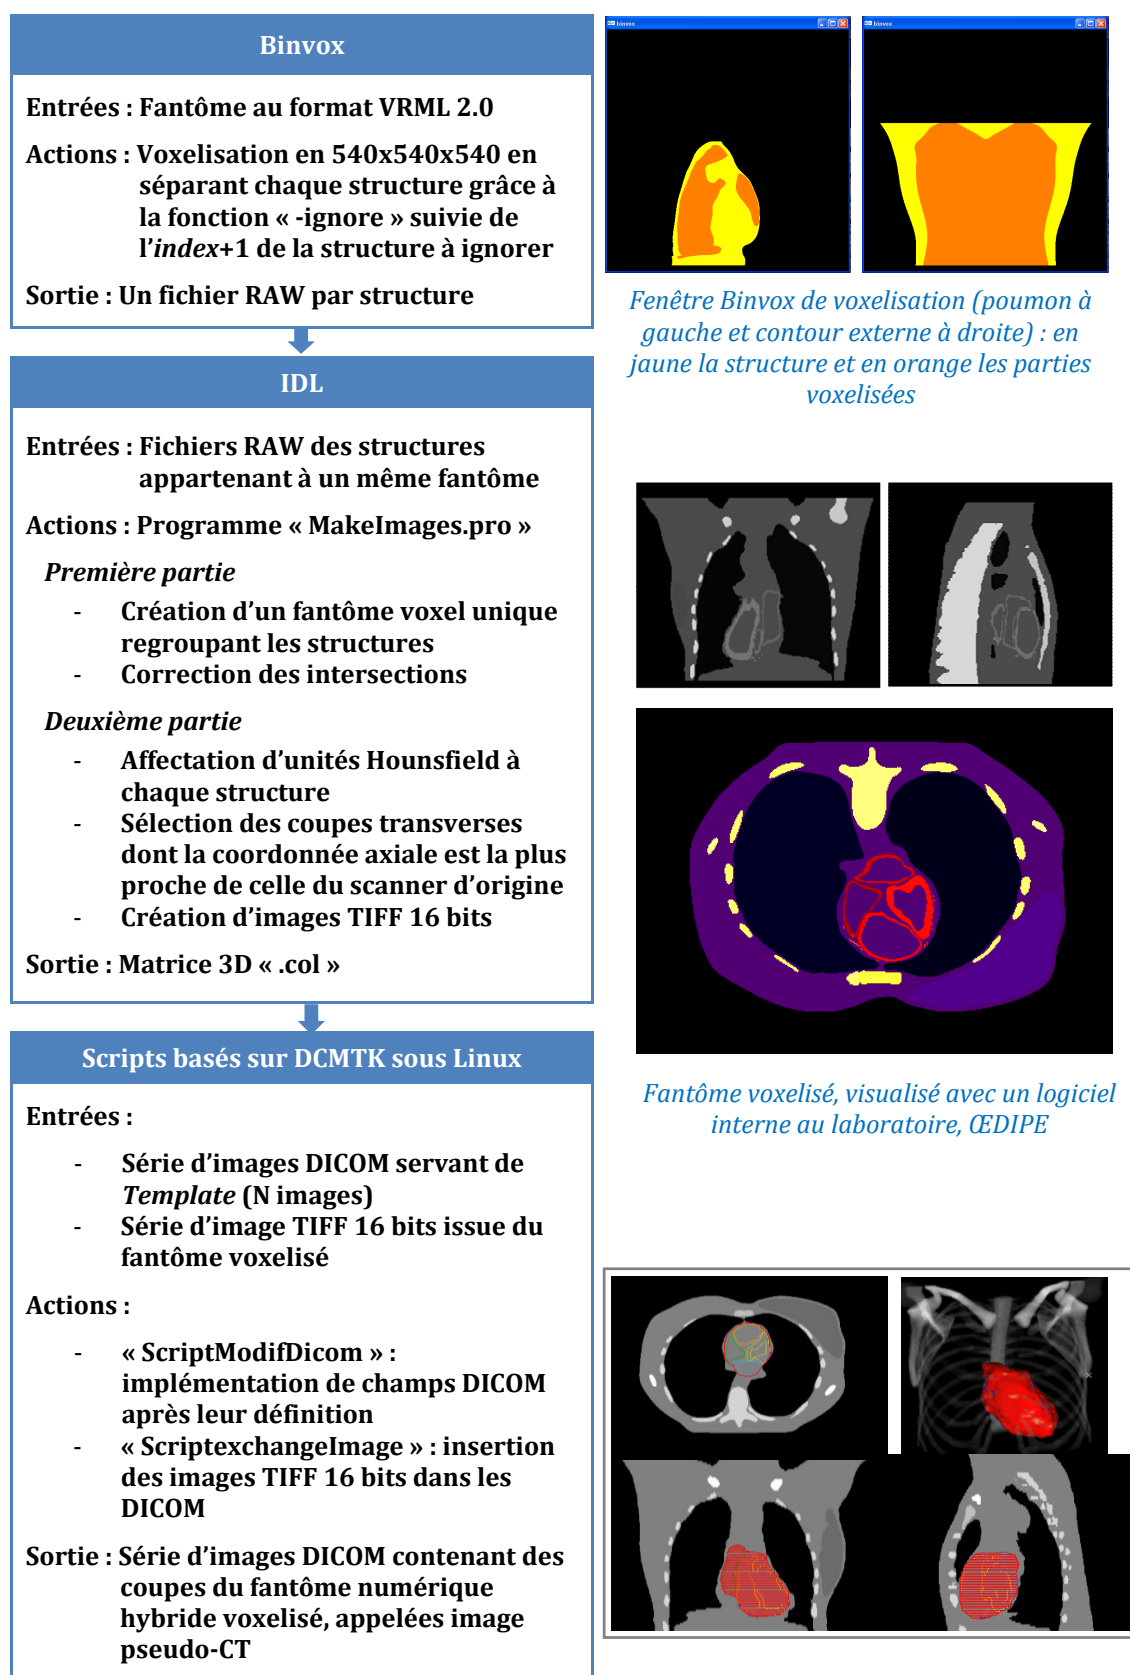 Binvox
Entrées : Fantôme au format VRML 2.0
Actions : Voxelisation en 540x540x540 en
séparant chaque structure grâce à
la fonction « -ignore » suivie de
l'index+1 de la structure à ignorer
Sortie : Un fichier RAW par structure
binvox
binvox
Fenêtre Binvox de voxelisation (poumon à
gauche et contour externe à droite) : en
jaune la structure et en orange les parties
voxelisées
IDL
Entrées : Fichiers RAW des structures
appartenant à un même fantôme
Actions : Programme « MakeImages.pro »
Première partie
- Création d'un fantôme voxel unique
regroupant les structures
- Correction des intersections
Deuxième partie
- Affectation d'unités Hounsfield à
chaque structure
- Sélection des coupes transverses
dont la coordonnée axiale est la plus
proche de celle du scanner d'origine
- Création d'images TIFF 16 bits
Sortie : Matrice 3D « .col »
Fantôme voxelisé, visualisé avec un logiciel
interne au laboratoire, ŒDIPE
Scripts basés sur DCMTK sous Linux
Entrées :
- Série d'images DICOM servant de
Template (N images)
- Série d'image TIFF 16 bits issue du
fantôme voxelisé
Actions :
- « ScriptModifDicom » :
implémentation de champs DICOM
après leur définition
- « ScriptexchangeImage » : insertion
des images TIFF 16 bits dans les
DICOM
Sortie : Série d'images DICOM contenant des
coupes du fantôme numérique
hybride voxelisé, appelées image
pseudo-CT